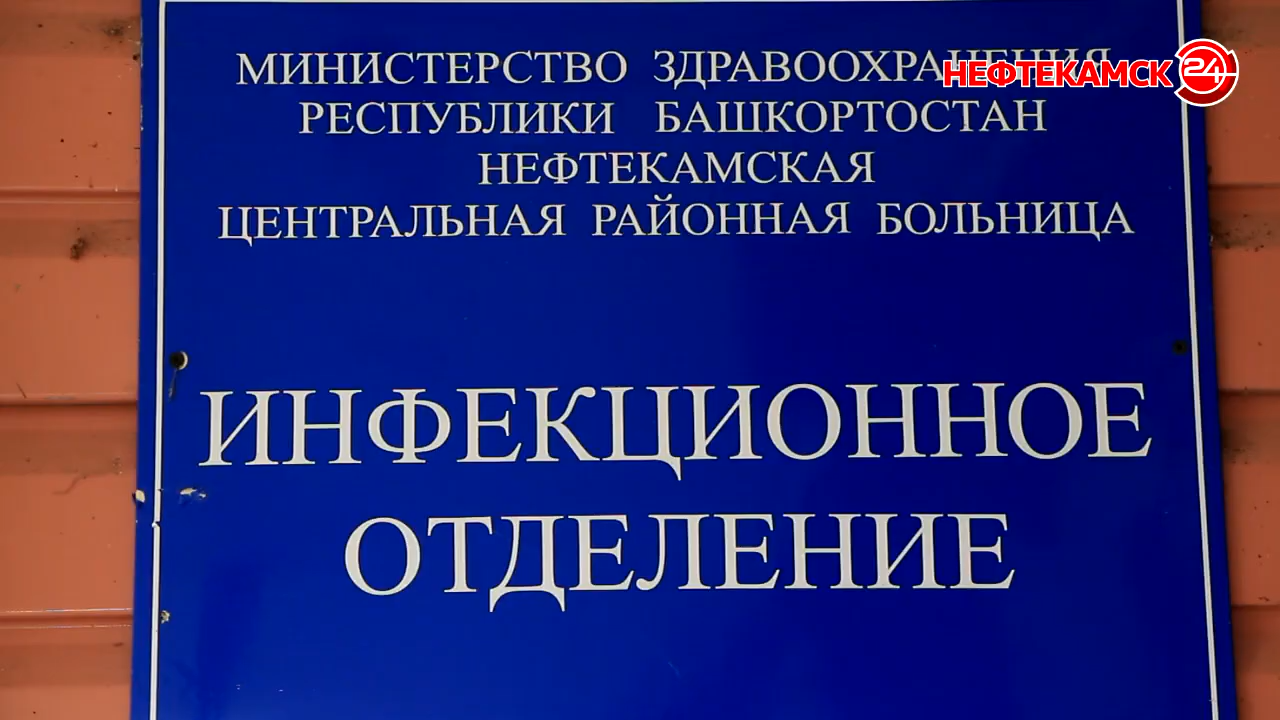 МИНИСТЕРСТВО ЗДРАВООХРАНЕНИЯ
НЕФТЕКАМСК 24
РЕСПУБЛИКИ БАШКОРТОСТАН
НЕФТЕКАМСКАЯ
ЦЕНТРАЛЬНАЯ РАЙОННАЯ БОЛЬНИЦА
ИНФЕКЦИОННОЕ
ОТДЕЛЕНИЕ